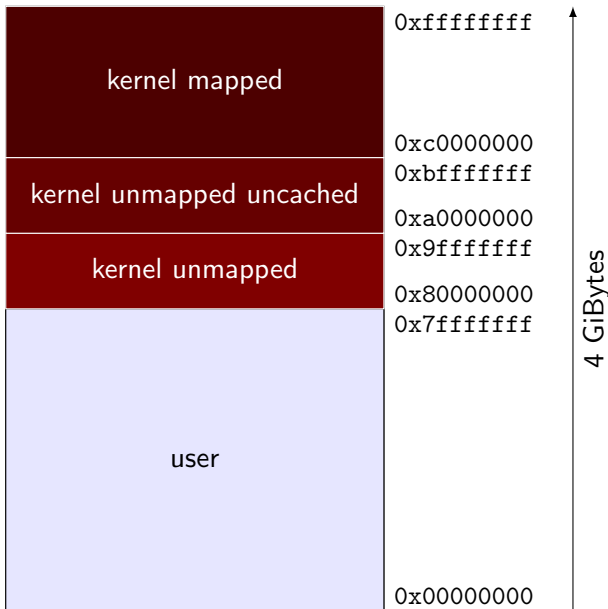 0xffffffff
kernel mapped
0xc0000000
0xbfffffff
kernel unmapped uncached
0xa0000000
0x9fffffff
kernel unmapped
0x80000000
0x7fffffff
4 GiBytes
user
0x00000000